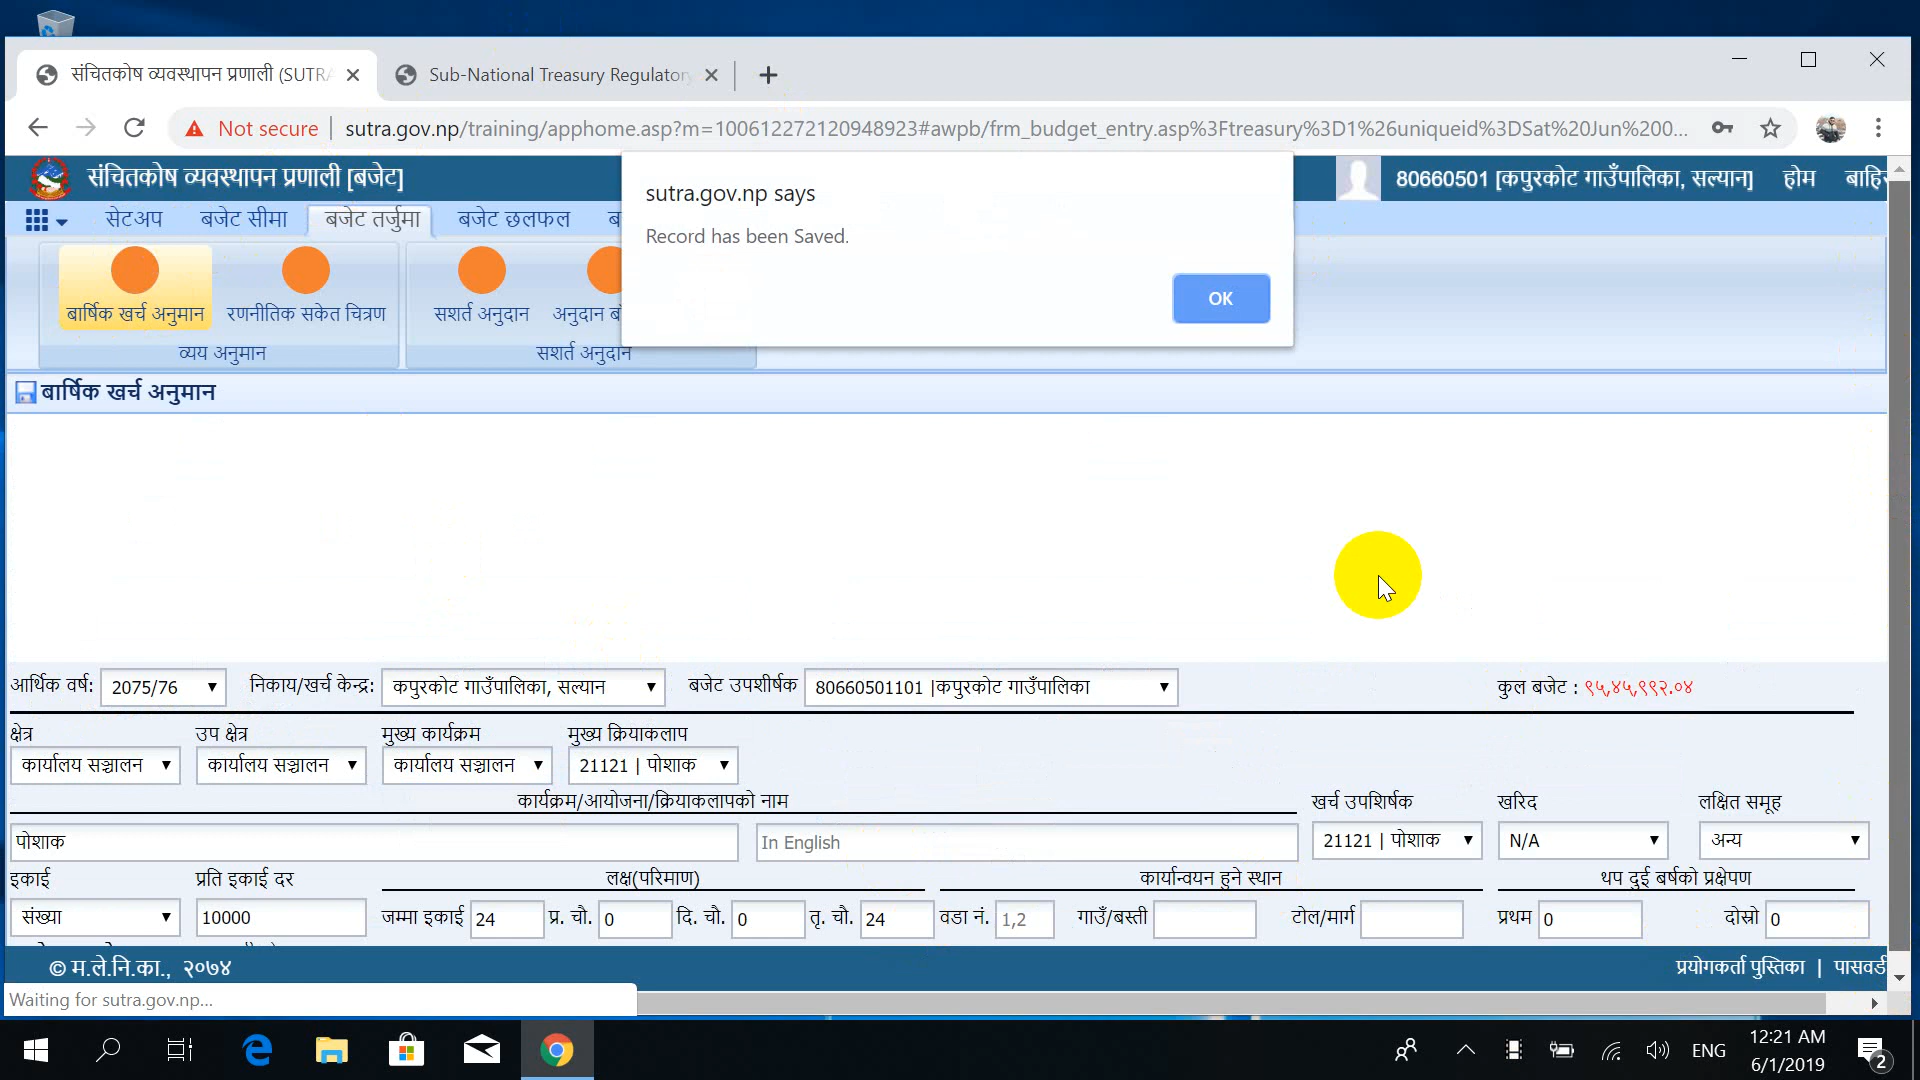 संचितकोष व्यवस्थापन प्रणाली (SUTRA
Sub-National Treasury Regulator
Not secure
sutra.gov.np/training/apphome.asp?m=100612272120948923#awpb/frm_budget_entry.asp%3Ftreasury%3D1%26uniqueid%3DSat%20Jun%200...
संचितकोष व्यवस्थापन प्रणाली [बजेट]
80660501 [कपुरकोट गाउँपालिका, सल्यान]
होम
sutra.gov.np says
Record has been Saved.
OK
सेटअप
बजेट सीमा
बजेट तर्जुमा
बजेट छलफल
बार्षिक खर्च अनुमान
रणनीतिक सकेत चित्रण
सशर्त अनुदान
अनुदान
व्यय अनुमान
सशर्त अनुदान
बार्षिक खर्च अनुमान
आर्थिक वर्ष: 2075/76
निकाय/खर्च केन्द्र: कपुरकोट गाउँपालिका, सल्यान
बजेट उपशीर्षक 80660501101 |कपुरकोट गाउँपालिका
कुल बजेट : ९५,४५,९९२.०४
क्षेत्र
उप क्षेत्र
मुख्य कार्यक्रम
मुख्य क्रियाकलाप
कार्यालय सञ्चालन
कार्यालय सञ्चालन
कार्यालय सञ्चालन
21121 | पोशाक
कार्यक्रम/आयोजना/क्रियाकलापको नाम
खर्च उपशिर्षक
खरिद
लक्षित समूह
पोशाक
In English
21121 | पोशाक
N/A
अन्य
इकाई
प्रति इकाई दर
लक्ष(परिमाण)
कार्यान्वयन हुने स्थान
थप दुई बर्षको प्रक्षेपण
संख्या
10000
जम्मा इकाई 24
प्र. चौ. 0
दि. चौ. 0
तृ. चौ. 24
वडा नं. 1,2
गाउँ/बस्ती
टोल/मार्ग
प्रथम 0
दोस्रो 0
© म.ले.नि.का., २०७४
प्रयोगकर्ता पुस्तिका | पासवर्ड
Waiting for sutra.gov.np...
ENG
12:21 AM
6/1/2019
2